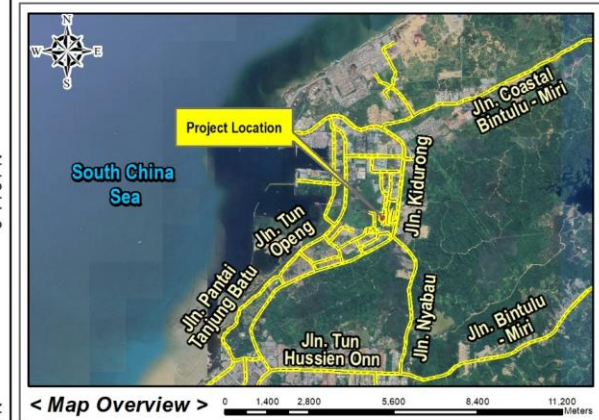 N
W
E
S
Project Location
South China
Sea
Jln. Coastal
Bintulu - Miri
Jln. Kidurong
Jln. Tun
Openg
Jln. Pantai
Tanjung Batu
Jln. Nyabau
Jln. Bintulu
- Miri
Jln. Tun
Hussien Onn
< Map Overview >
0 1,400 2,800 5,600 8,400 11,200
Meters